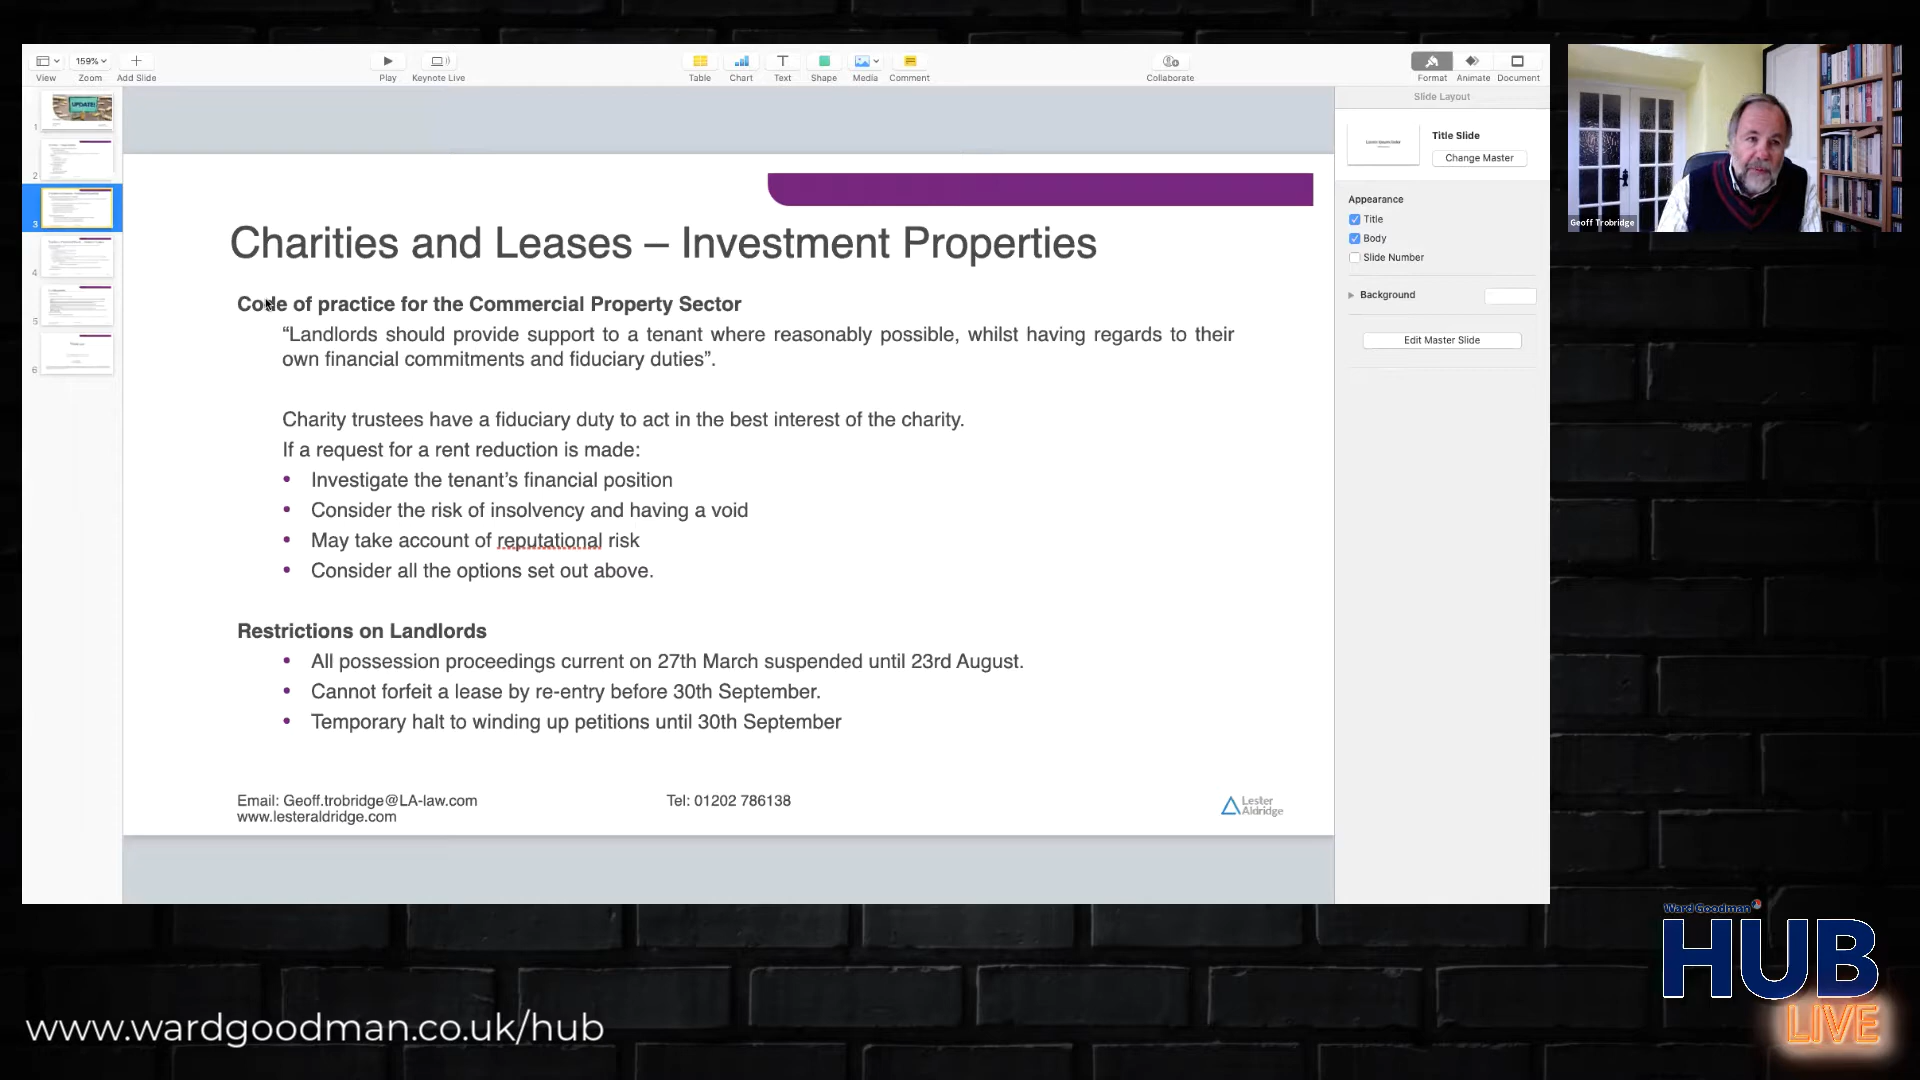 View
159%
Zoom
Add Slide
Play
Keynote Live
Table
Chart
Text
Shape
Media
Comment
Collaborate
Format
Animate
Document
Slide Layout
Title Slide
Change Master
Appearance
Title
Body
Slide Number
Background
Edit Master Slide
1
UPDATE!
2
3
4
5
6
Charities and Leases – Investment Properties
Code of practice for the Commercial Property Sector
“Landlords should provide support to a tenant where reasonably possible, whilst having regards to their
own financial commitments and fiduciary duties”.
Charity trustees have a fiduciary duty to act in the best interest of the charity.
If a request for a rent reduction is made:
• Investigate the tenant’s financial position
• Consider the risk of insolvency and having a void
• May take account of reputational risk
• Consider all the options set out above.
Restrictions on Landlords
• All possession proceedings current on 27th March suspended until 23rd August.
• Cannot forfeit a lease by re-entry before 30th September.
• Temporary halt to winding up petitions until 30th September
Email: Geoff.trobridge@LA-law.com
Tel: 01202 786138
www.lesteraldridge.com
Lester
Aldridge
Geoff Trobridge
Ward Goodman
HUB
LIVE
www.wardgoodman.co.uk/hub